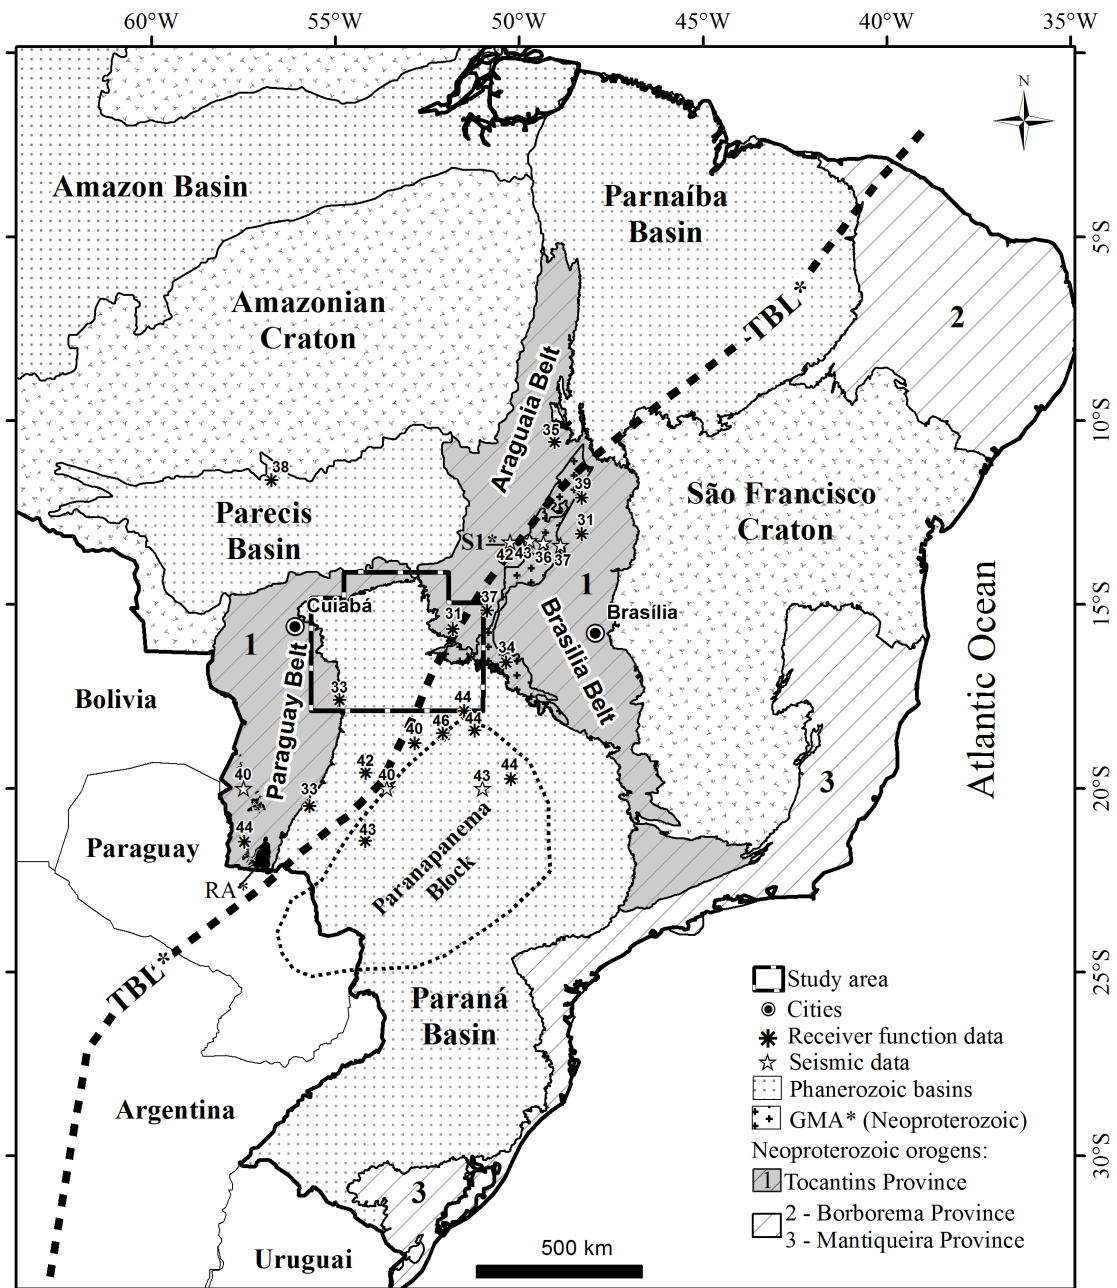 60°W 55°W 50°W 45°W 40°W 35°W
N
Amazon Basin
Parnaíba
Basin
5°S
Amazonian
Craton
TBL*
2
Araguaia Belt
10°S
35
38
39
Parecis
Basin
São Francisco
Craton
31
S1*
42 43 36 37
1
Cuiabá
37
15°S
Brasília
31
1
Brasília Belt
34
Atlantic Ocean
Paraguay Belt
Bolivia
33
44
46
44
40
42
40
43
44
3
20°S
40
33
44
43
Paraguay
Paranapanema
Block
RA*
TBL*
25°S
Paraná
Basin
Study area
Cities
Receiver function data
Seismic data
Phanerozoic basins
Argentina
GMA* (Neoproterozoic)
Neoproterozoic orogens:
30°S
1 Tocantins Province
3
2 - Borborema Province
3 - Mantiqueira Province
Uruguai
500 km